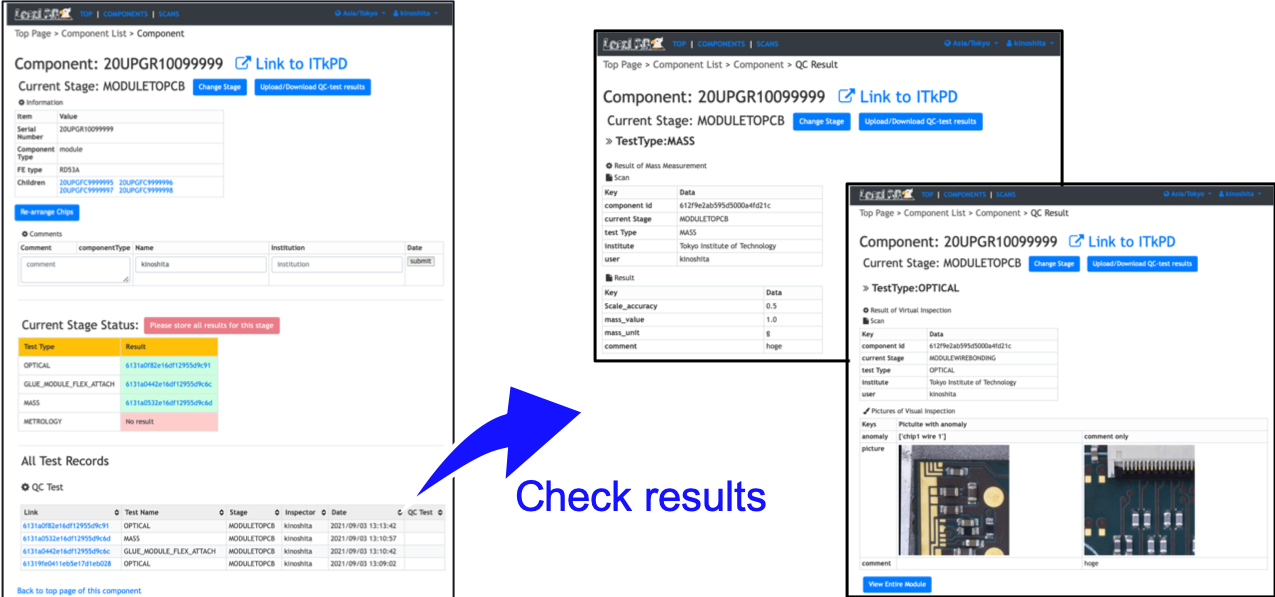 TOP | COMPONENTS | SCANS Asia/Tokyo kinoshita
Top Page > Component List > Component
Component: 20UPGR10099999 Link to ITkPD
Current Stage: MODULETOPCB Change Stage Upload/Download QC-test results
Information
Item Value
Serial Number 20UPGR10099999
Component Type module
FE type RD53A
Children 20UPGFC9999995 20UPGFC9999996
20UPGFC9999997 20UPGFC9999998
Re-arrange Chips
Comments
Comment componentType Name Institution Date
comment kinoshita Institution submit
Current Stage Status: Please store all results for this stage
Test Type Result
OPTICAL 6131a0f82e16df12955d9c91
GLUE_MODULE_FLEX_ATTACH 6131a0442e16df12955d9c6c
MASS 6131a0532e16df12955d9c6d
METROLOGY No result
All Test Records
QC Test
Link Test Name Stage Inspector Date QC Test
6131a0f82e16df12955d9c91 OPTICAL MODULETOPCB kinoshita 2021/09/03 13:13:42
6131a0532e16df12955d9c6d MASS MODULETOPCB kinoshita 2021/09/03 13:10:57
6131a0442e16df12955d9c6c GLUE_MODULE_FLEX_ATTACH MODULETOPCB kinoshita 2021/09/03 13:10:42
61319fe0411eb5e17d1eb028 OPTICAL MODULETOPCB kinoshita 2021/09/03 13:09:02
Back to top page of this component
Check results
TOP | COMPONENTS | SCANS Asia/Tokyo kinoshita
Top Page > Component List > Component > QC Result
Component: 20UPGR10099999 Link to ITkPD
Current Stage: MODULETOPCB Change Stage Upload/Download QC-test results
» TestType:MASS
Result of Mass Measurement
Scan
Key Data
component id 612f9e2ab595d5000a4fd21c
current Stage MODULETOPCB
test Type MASS
institute Tokyo Institute of Technology
user kinoshita
Result
Key Data
Scale_accuracy 0.5
mass_value 1.0
mass_unit g
comment hoge
TOP | COMPONENTS | SCANS Asia/Tokyo kinoshita
Top Page > Component List > Component > QC Result
Component: 20UPGR10099999 Link to ITkPD
Current Stage: MODULETOPCB Change Stage Upload/Download QC-test results
» TestType:OPTICAL
Result of Virtual Inspection
Scan
Key Data
component id 612f9e2ab595d5000a4fd21c
current Stage MODULEWIREBONDING
test Type OPTICAL
institute Tokyo Institute of Technology
user kinoshita
Pictures of Visual Inspection
Keys Pictuite with anomaly
anomaly ['chip1 wire 1'] comment only
picture
comment hoge
View Entire Module